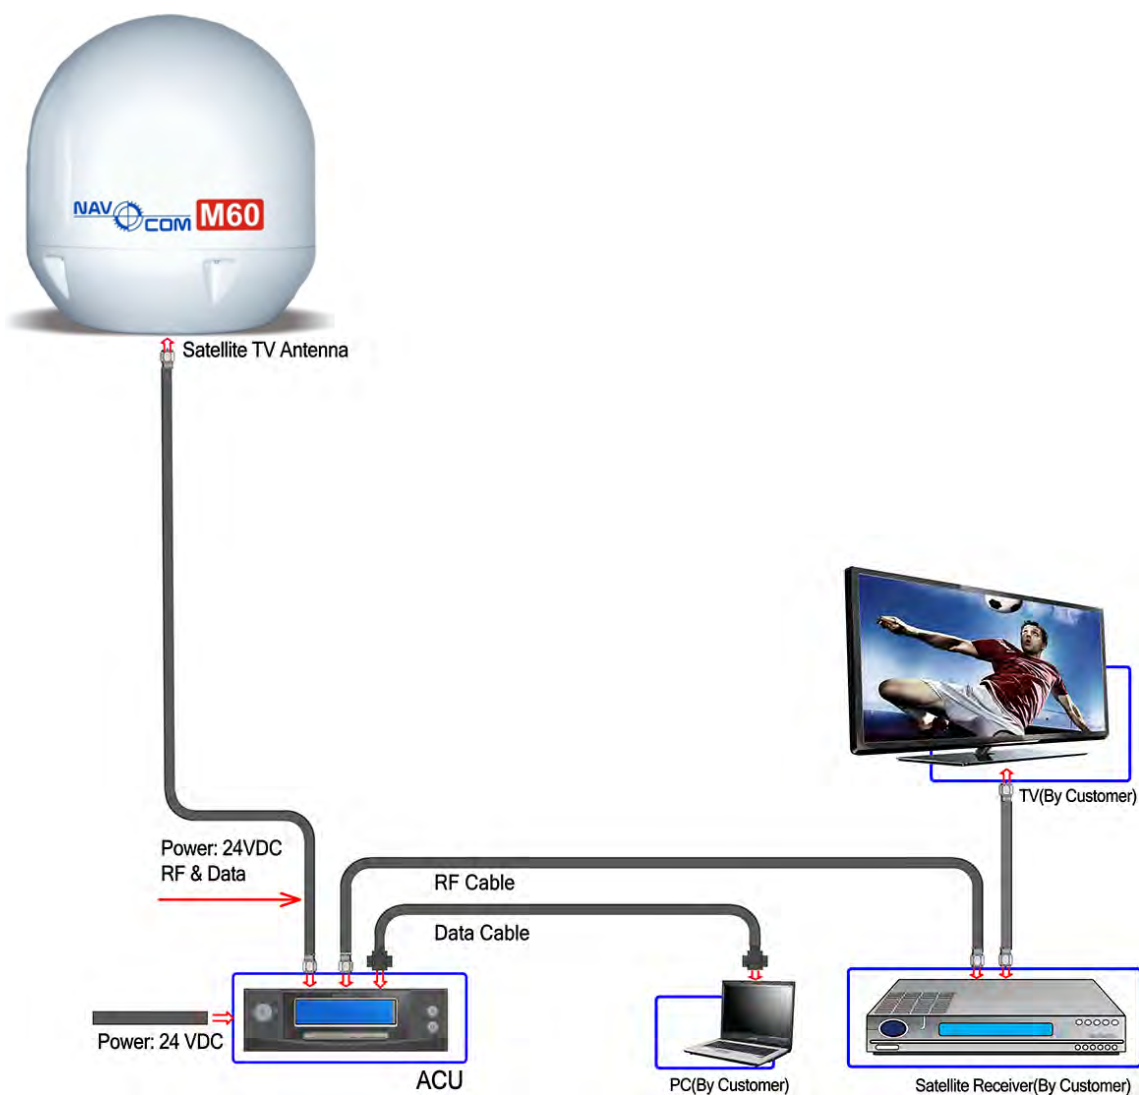 NAV COM M60
Satellite TV Antenna
TV(By Customer)
Power: 24VDC
RF & Data
RF Cable
Data Cable
Power: 24 VDC
ACU
PC(By Customer)
Satellite Receiver(By Customer)